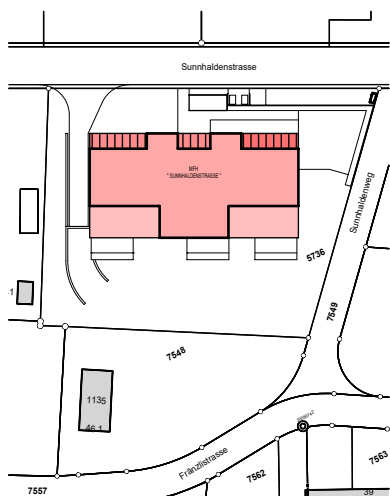 Sunnhaldenstrasse
MFH
"SUNNHALDENSTRASSE"
Sunnhaldenweg
5736
7549
.1
7548
1135
46.1
Fränzlistrasse
7563
7562
7557
39